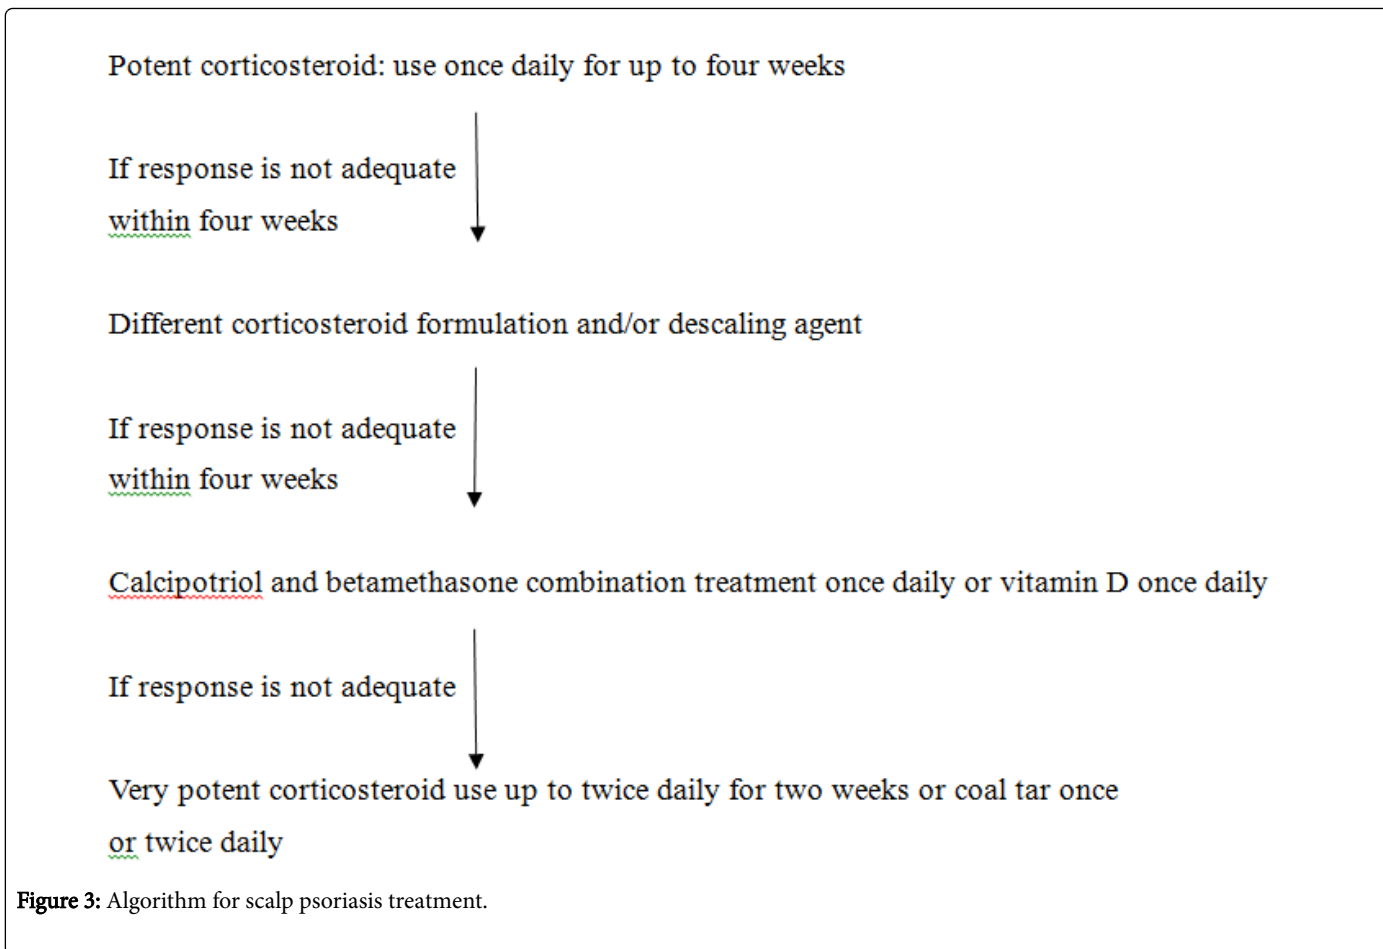 Potent corticosteroid: use once daily for up to four weeks
If response is not adequate
within four weeks
Different corticosteroid formulation and/or descaling agent
If response is not adequate
within four weeks
Calcipotriol and betamethasone combination treatment once daily or vitamin D once daily
If response is not adequate
Very potent corticosteroid use up to twice daily for two weeks or coal tar once
or twice daily
Figure 3: Algorithm for scalp psoriasis treatment.